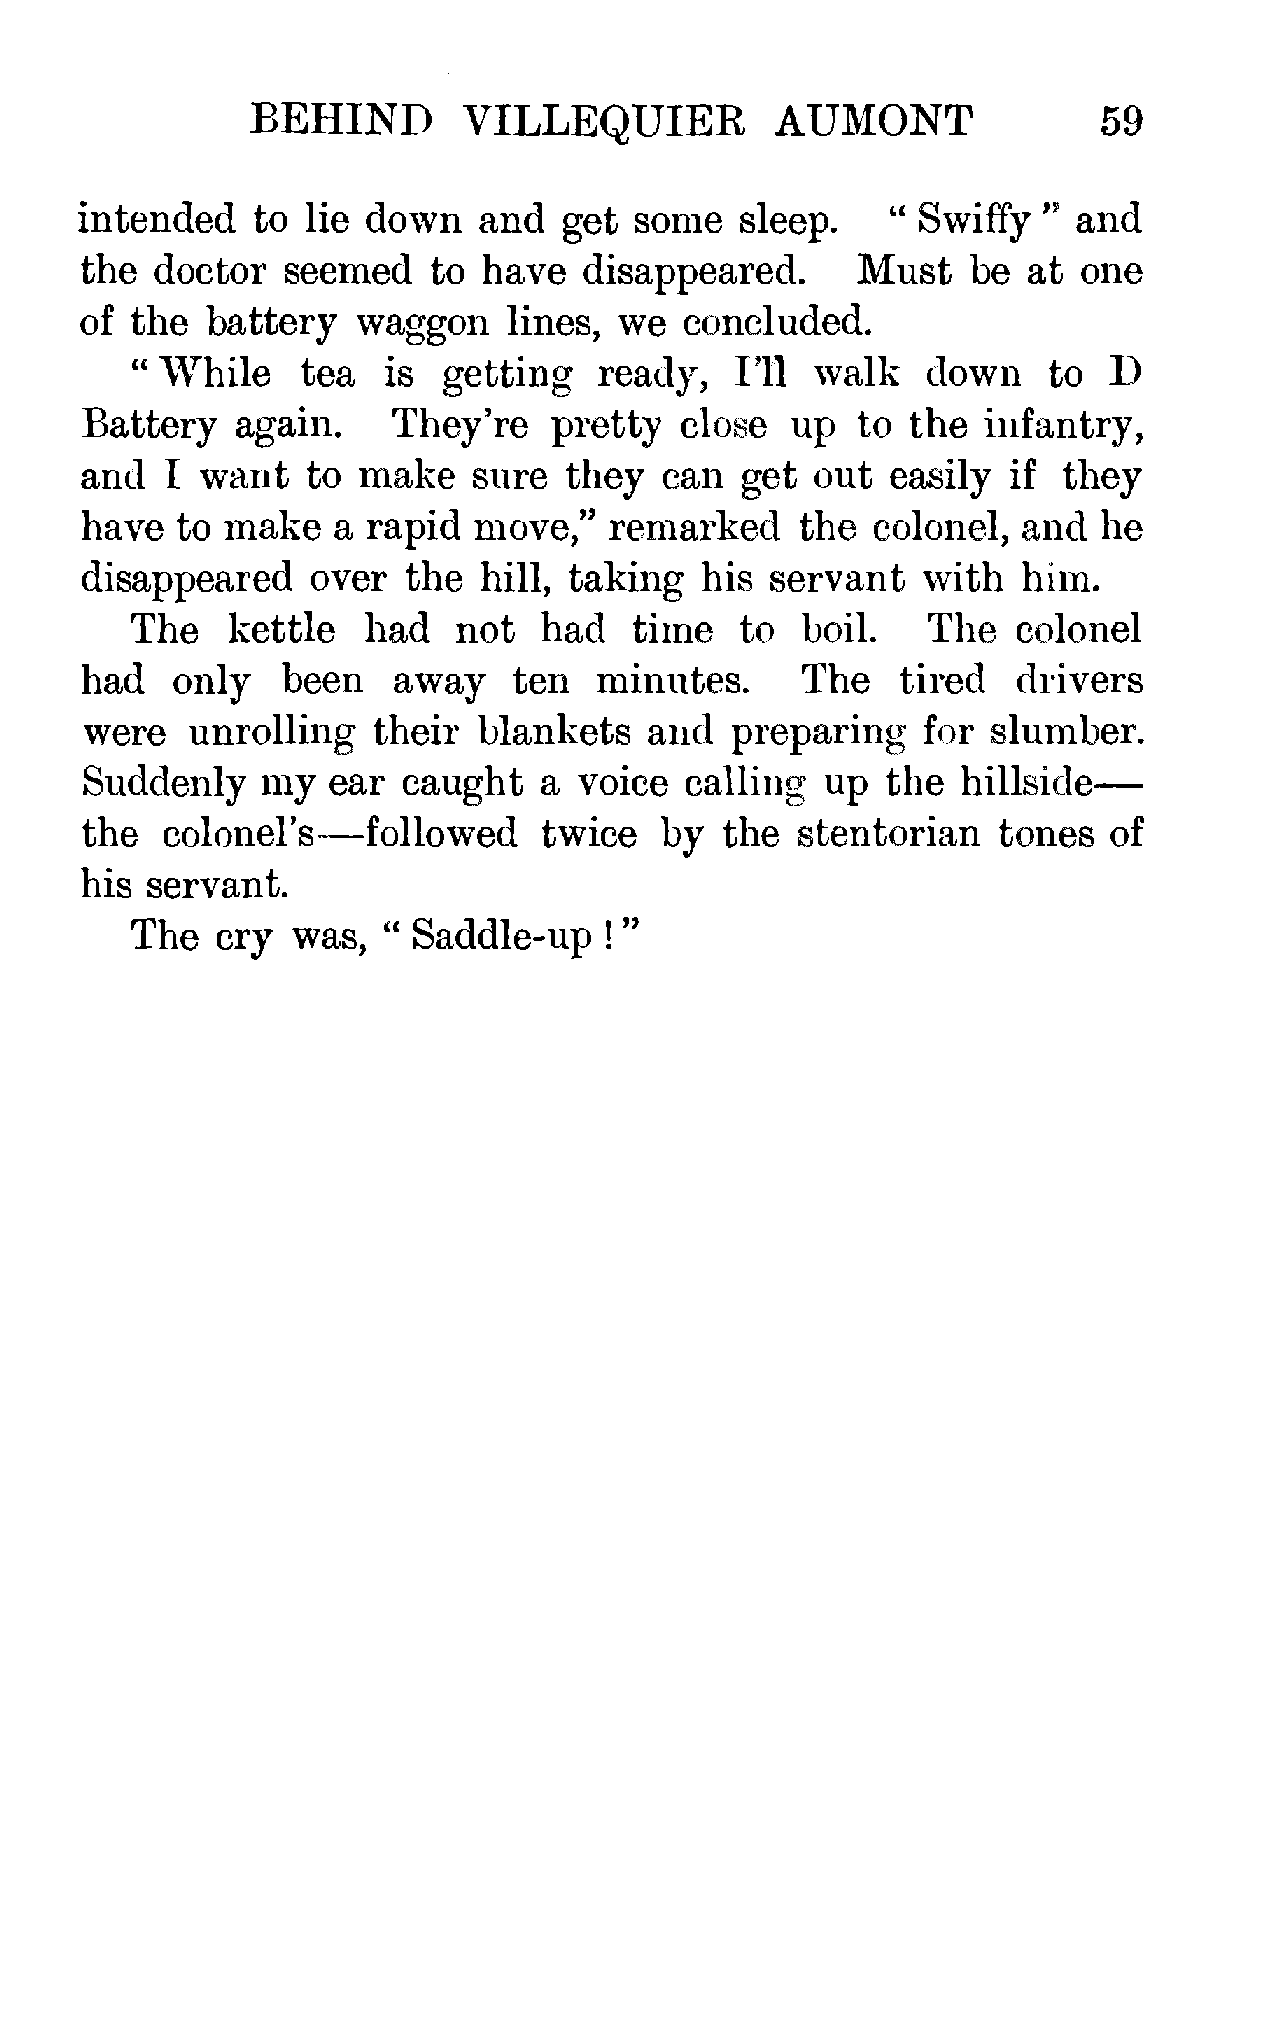 BEHIND VILLEQUIER AUMONT 59
intended to lie down and get some sleep. “ Swiffy ” and
the doctor seemed to have disappeared. Must be at one
of the battery waggon lines, we concluded.
“ While tea is getting ready, I’ll walk down to D
Battery again. They’re pretty close up to the infantry,
and I want to make sure they can get out easily if they
have to make a rapid move,” remarked the colonel, and he
disappeared over the hill, taking his servant with him.
The kettle had not had time to boil. The colonel
had only been away ten minutes. The tired drivers
were unrolling their blankets and preparing for slumber.
Suddenly my ear caught a voice calling up the hillside—
the colonel’s—followed twice by the stentorian tones of
his servant.
The cry was, “ Saddle-up ! ”